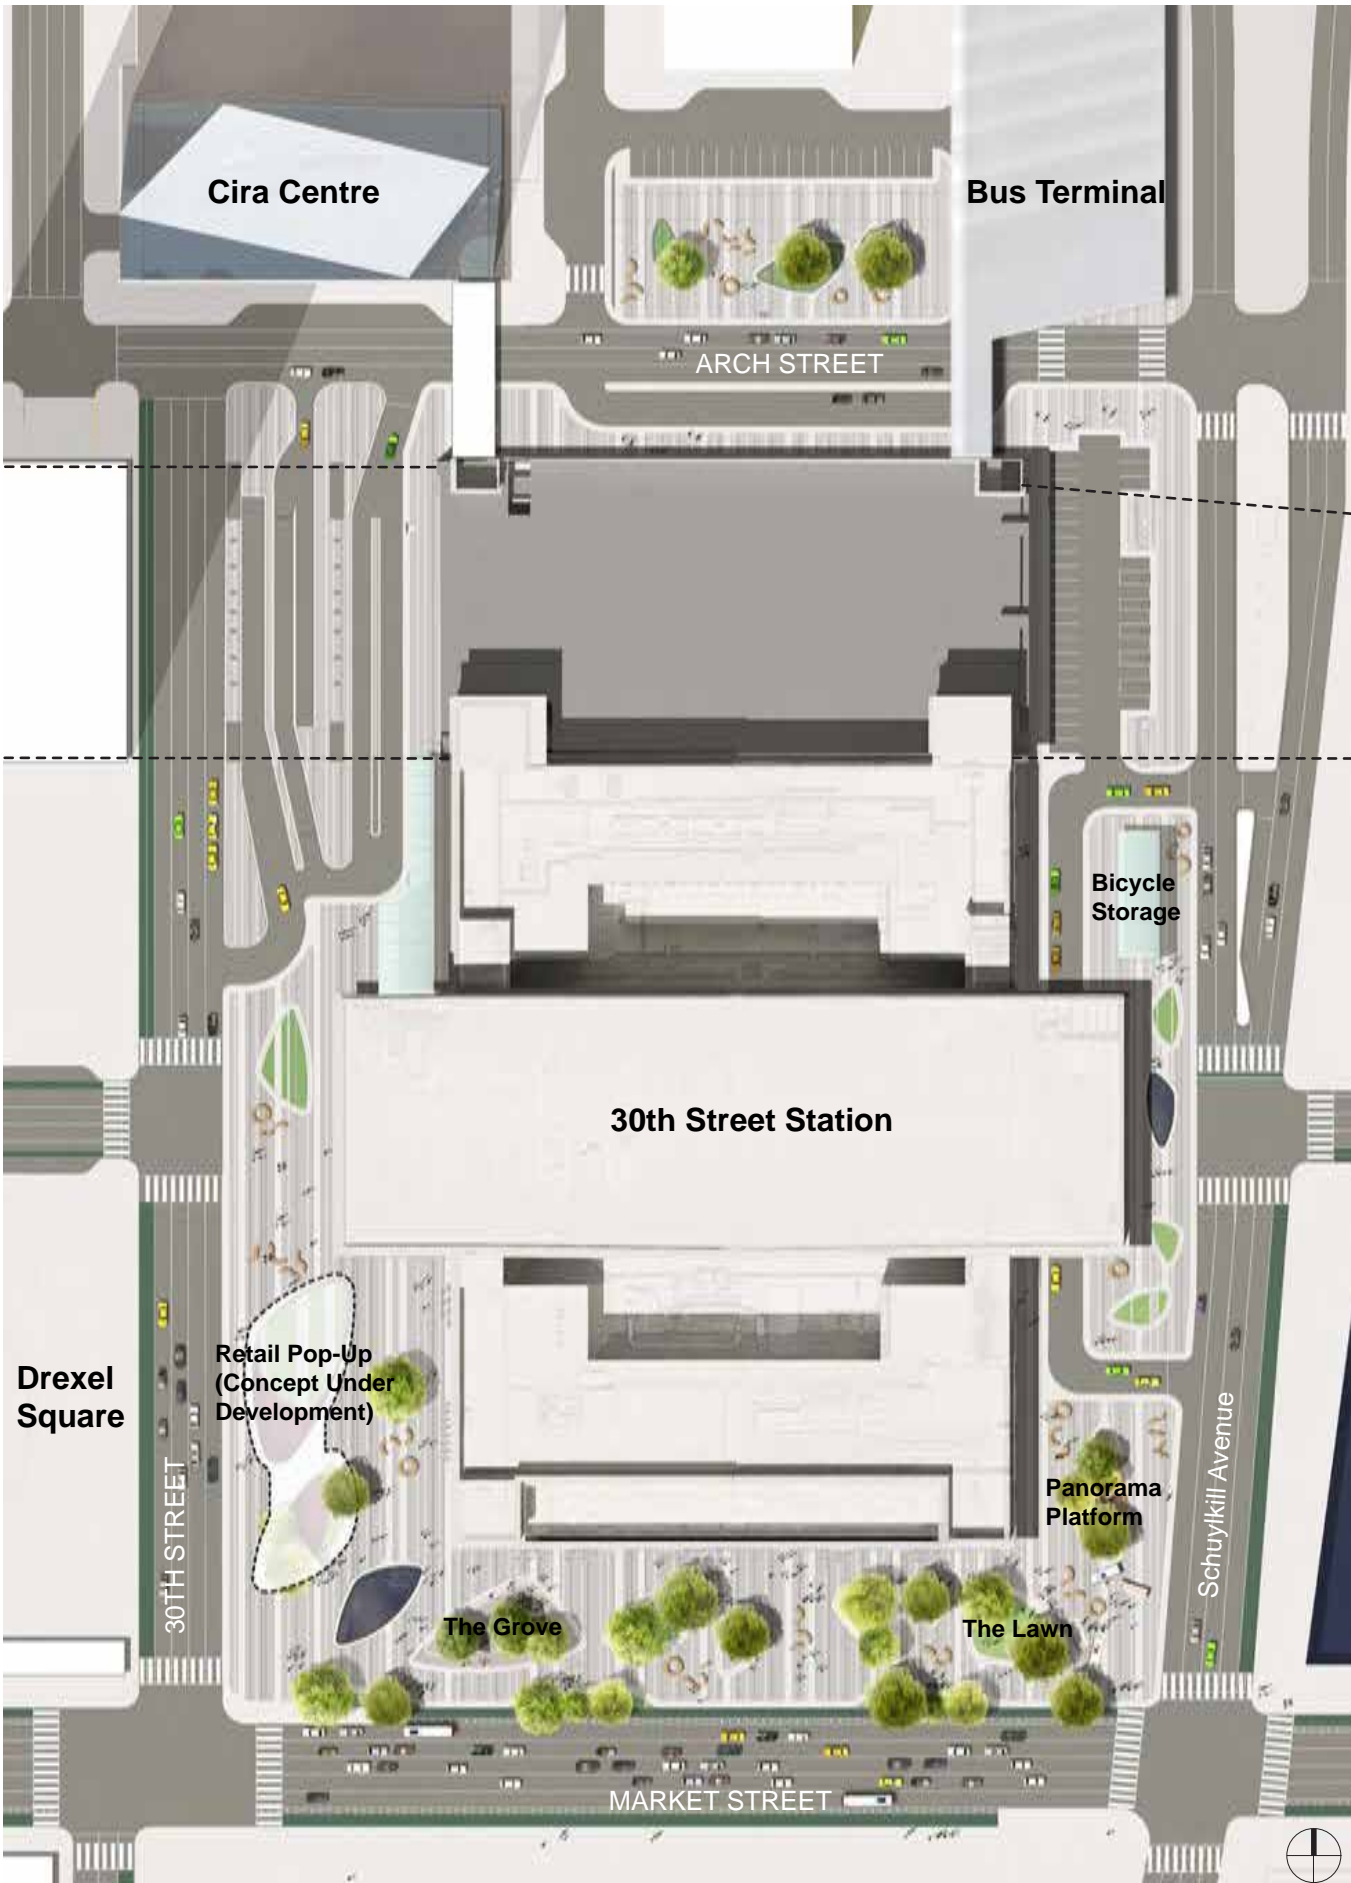 Cira Centre
Bus Terminal
ARCH STREET
Bicycle
Storage
30th Street Station
Retail Pop-Up
(Concept Under
Development)
Drexel
Square
30TH STREET
Schuylkill Avenue
Panorama
Platform
The Grove
The Lawn
MARKET STREET